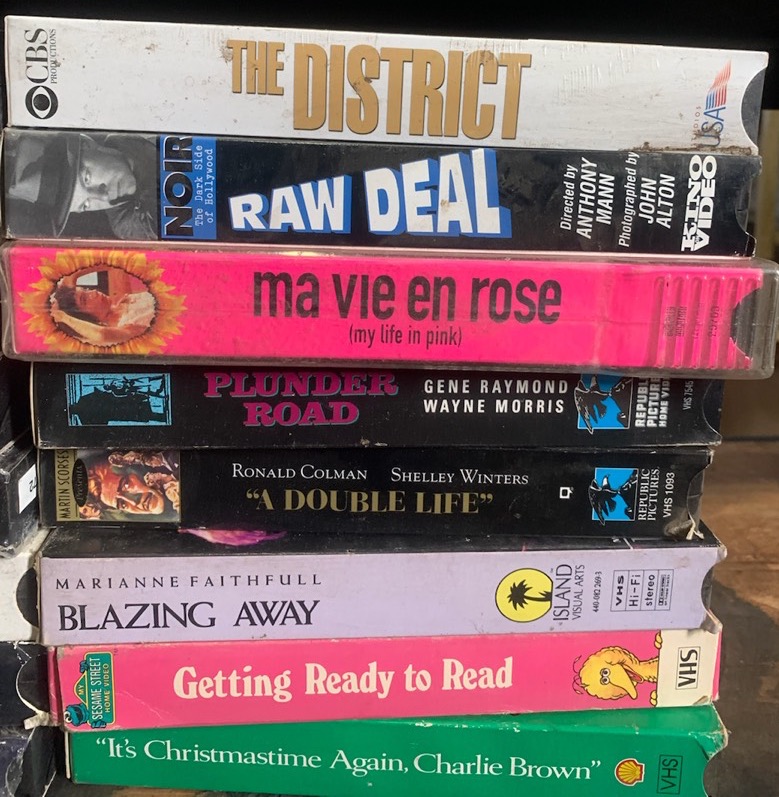 CBS
PRODUCTIONS
THE DISTRICT
STUDIOS
USA
NOIR
The Dark Side
of Hollywood
RAW DEAL
Directed by
ANTHONY
MANN
Photographed by
JOHN
ALTON
KINO
VIDEO
ma vie en rose
(my life in pink)
PLUNDER
ROAD
GENE RAYMOND
WAYNE MORRIS
REPUBLIC
PICTURES
HOME VIDEO
MARTIN SCORSESE
Presents
RONALD COLMAN SHELLEY WINTERS
"A DOUBLE LIFE"
REPUBLIC
PICTURES
VHS 1093
MARIANNE FAITHFULL
BLAZING AWAY
ISLAND
VISUAL ARTS
VHS
Hi-Fi
stereo
MY
SESAME STREET
HOME VIDEO
Getting Ready to Read
VHS
"It's Christmastime Again, Charlie Brown"
VHS